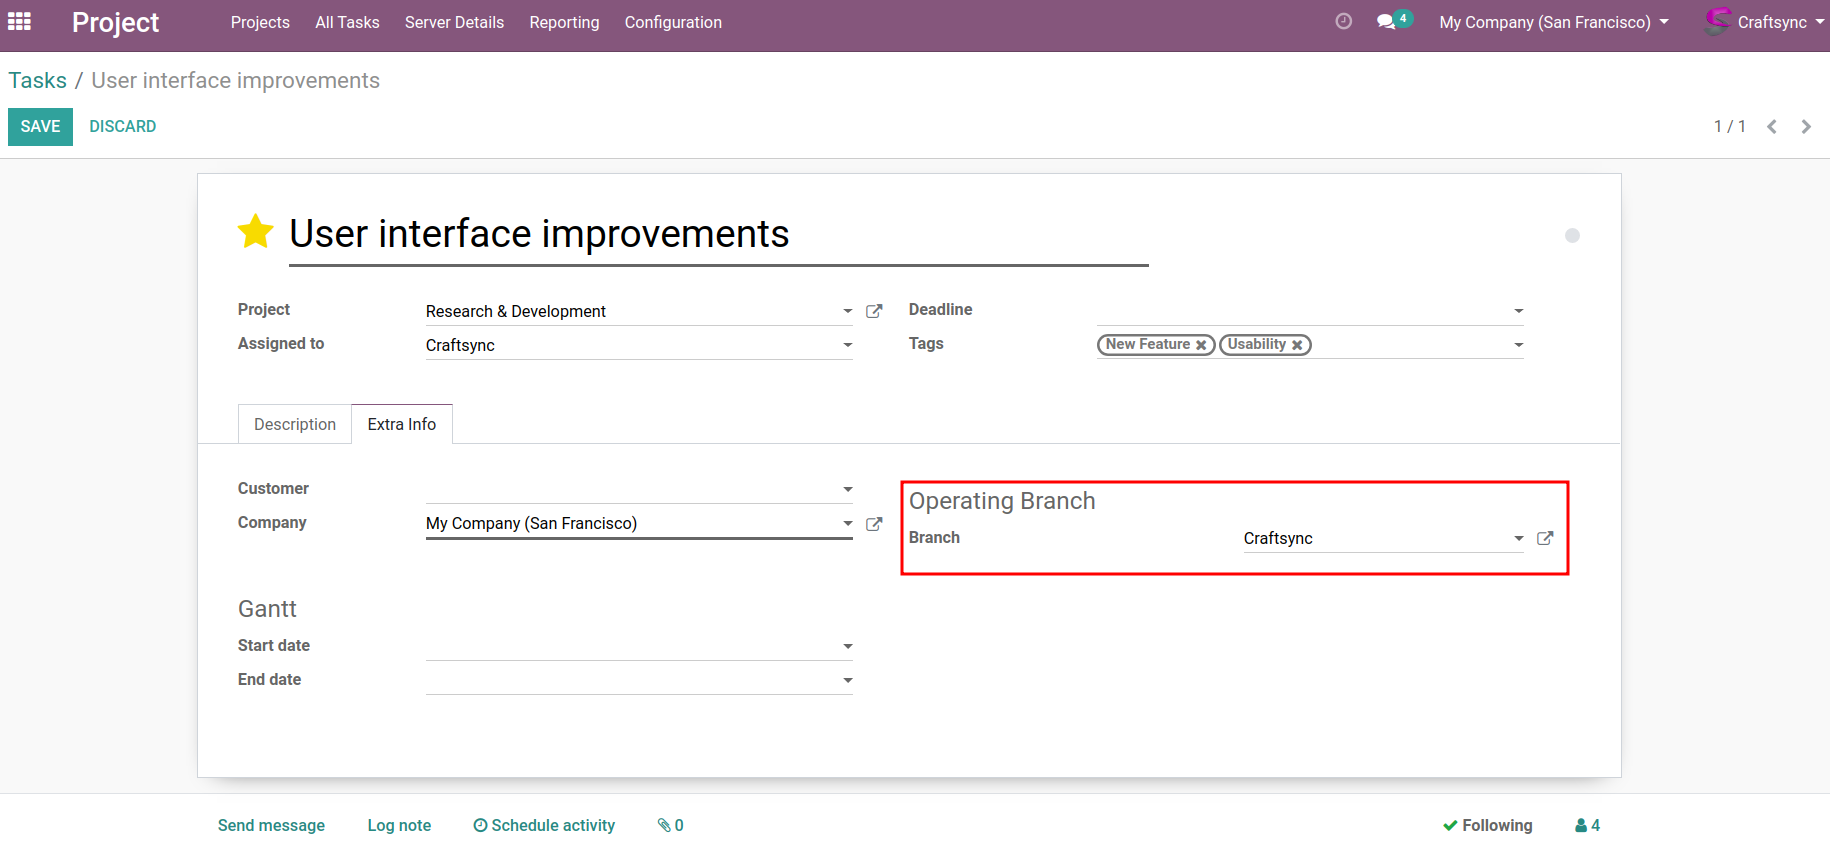 Project Projects All Tasks Server Details Reporting Configuration 4 My Company (San Francisco) Craftsync
Tasks / User interface improvements
SAVE DISCARD 1 / 1
User interface improvements
Project Research & Development Deadline
Assigned to Craftsync Tags New Feature Usability
Description Extra Info
Customer
Company My Company (San Francisco)
Operating Branch
Branch Craftsync
Gantt
Start date
End date
Send message Log note Schedule activity 0 Following 4